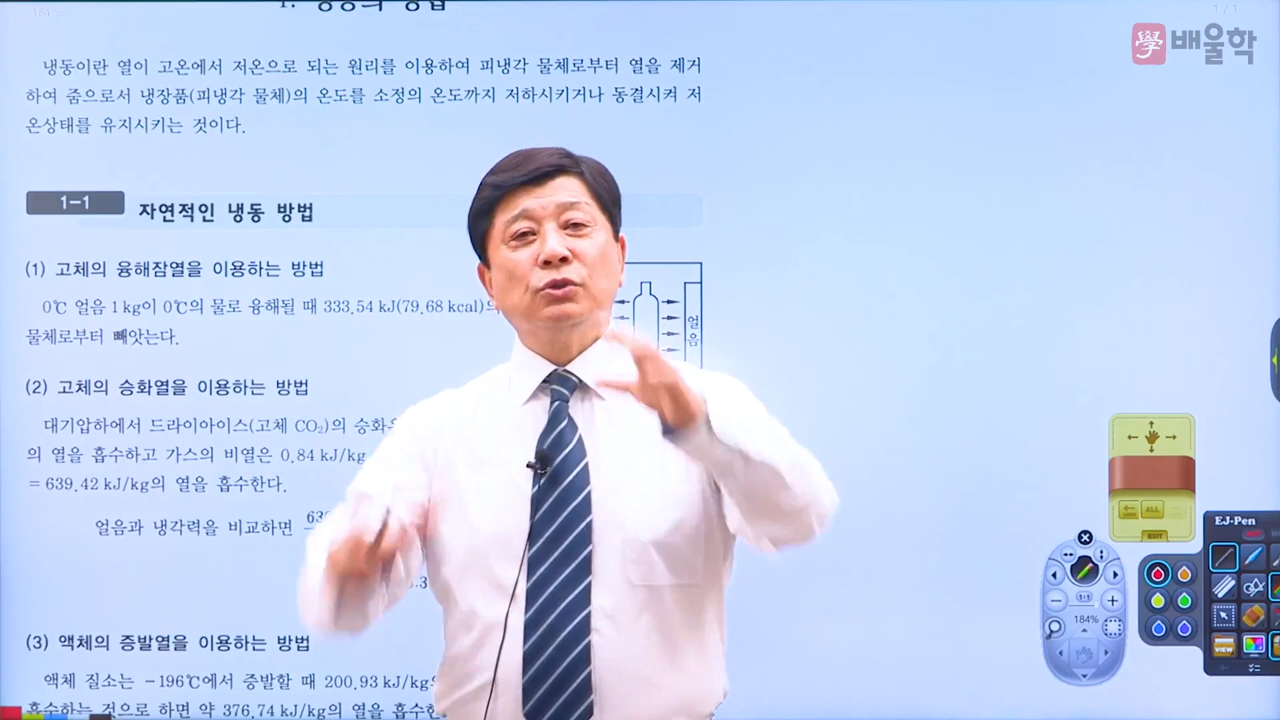 1 / 1
學 배울학
냉동이란 열이 고온에서 저온으로 되는 원리를 이용하여 피냉각 물체로부터 열을 제거
하여 줌으로서 냉장품(피냉각 물체)의 온도를 소정의 온도까지 저하시키거나 동결시켜 저
온상태를 유지시키는 것이다.
1-1 자연적인 냉동 방법
(1) 고체의 융해잠열을 이용하는 방법
0℃ 얼음 1 kg이 0℃의 물로 융해될 때 333.54 kJ(79.68 kcal)의
물체로부터 빼앗는다.
얼음
(2) 고체의 승화열을 이용하는 방법
대기압하에서 드라이아이스(고체 CO₂)의
의 열을 흡수하고 가스의 비열은 0.84 kJ/kg
= 639.42 kJ/kg의 열을 흡수한다.
얼음과 냉각력을 비교하면
(3) 액체의 증발열을 이용하는 방법
액체 질소는 -196℃에서 증발할 때 200.93 kJ/kg
흡수하는 것으로 하면 약 376.74 kJ/kg의 열을
ALL
EXIT
EJ-Pen
1:1
184%
VIEW